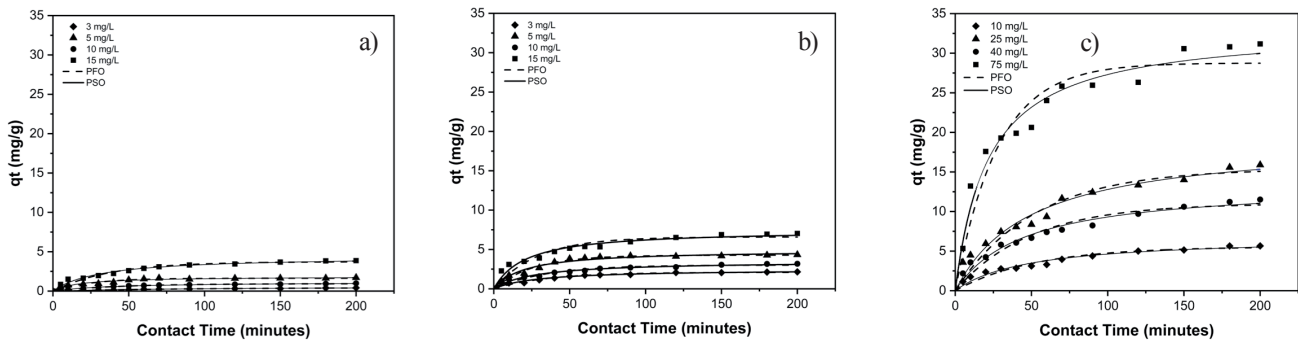 35
30
25
20
15
10
5
0
qt (mg/g)
3 mg/L
5 mg/L
10 mg/L
15 mg/L
PFO
PSO
a)
0 50 100 150 200
Contact Time (minutes)
35
30
25
20
15
10
5
0
qt (mg/g)
3 mg/L
5 mg/L
10 mg/L
15 mg/L
PFO
PSO
b)
0 50 100 150 200
Contact Time (minutes)
35
30
25
20
15
10
5
0
qt (mg/g)
10 mg/L
25 mg/L
40 mg/L
75 mg/L
PFO
PSO
c)
0 50 100 150 200
Contact Time (minutes)